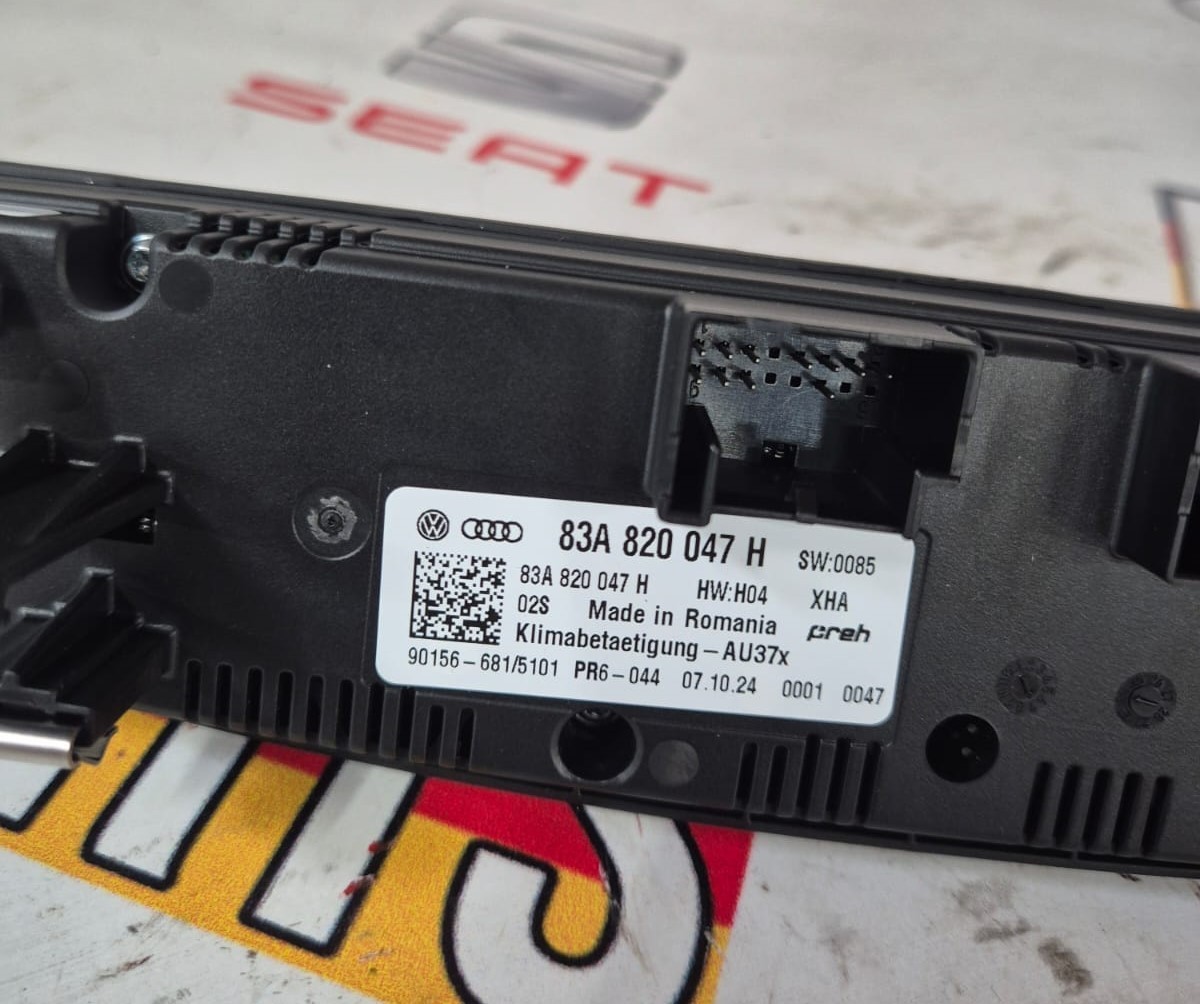 SEAT
83A 820 047 H SW:0085
83A 820 047 H HW:H04 XHA
02S Made in Romania preh
Klimabetaetigung – AU37x
90156 – 681/5101 PR6 – 044 07.10.24 0001 0047